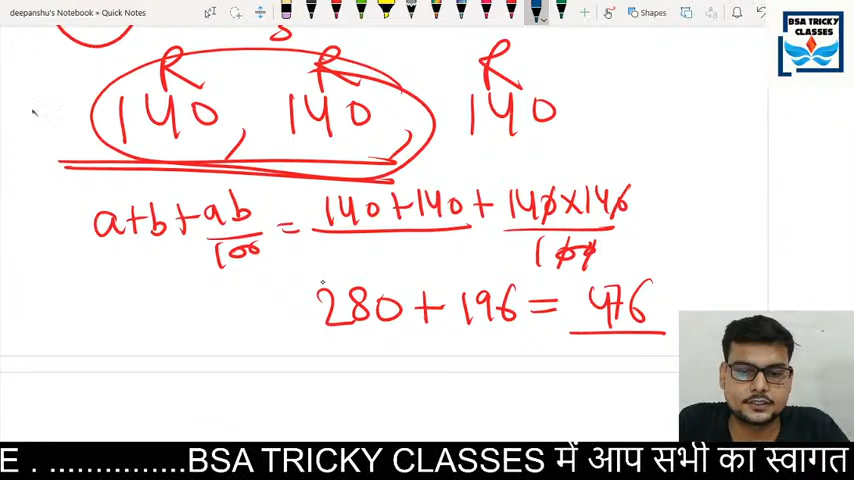 deepanshu's Notebook » Quick Notes
Shapes
BSA TRICKY
CLASSES
R R R
140, 140, 140
a+b+ab/100 = 140+140 + 140×140/100
280+196 = 476
E . ...............BSA TRICKY CLASSES में आप सभी का स्वागत